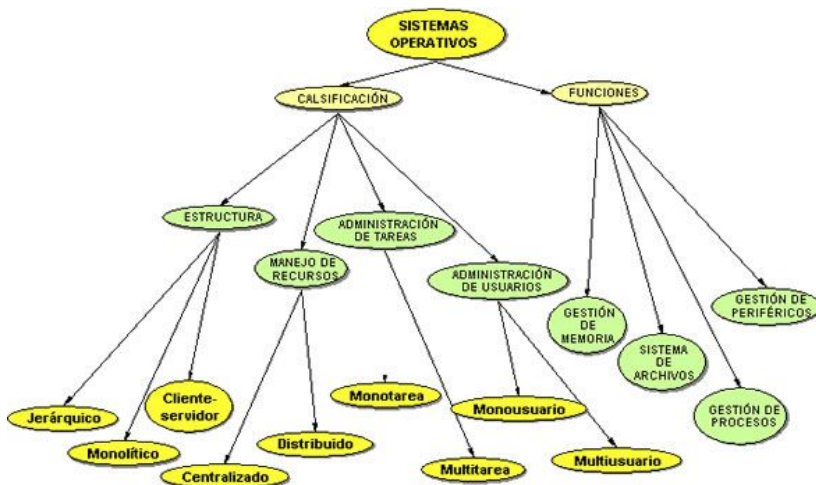 SISTEMAS
OPERATIVOS
CALSIFICACIÓN
FUNCIONES
ESTRUCTURA
ADMINISTRACIÓN
DE TAREAS
MANEJO DE
RECURSOS
ADMINISTRACIÓN
DE USUARIOS
GESTIÓN
DE
MEMORIA
SISTEMA
DE
ARCHIVOS
GESTIÓN DE
PERIFÉRICOS
GESTIÓN DE
PROCESOS
Jerárquico
Monolítico
Cliente-
servidor
Centralizado
Distribuido
Monotarea
Multitarea
Monousuario
Multiusuario